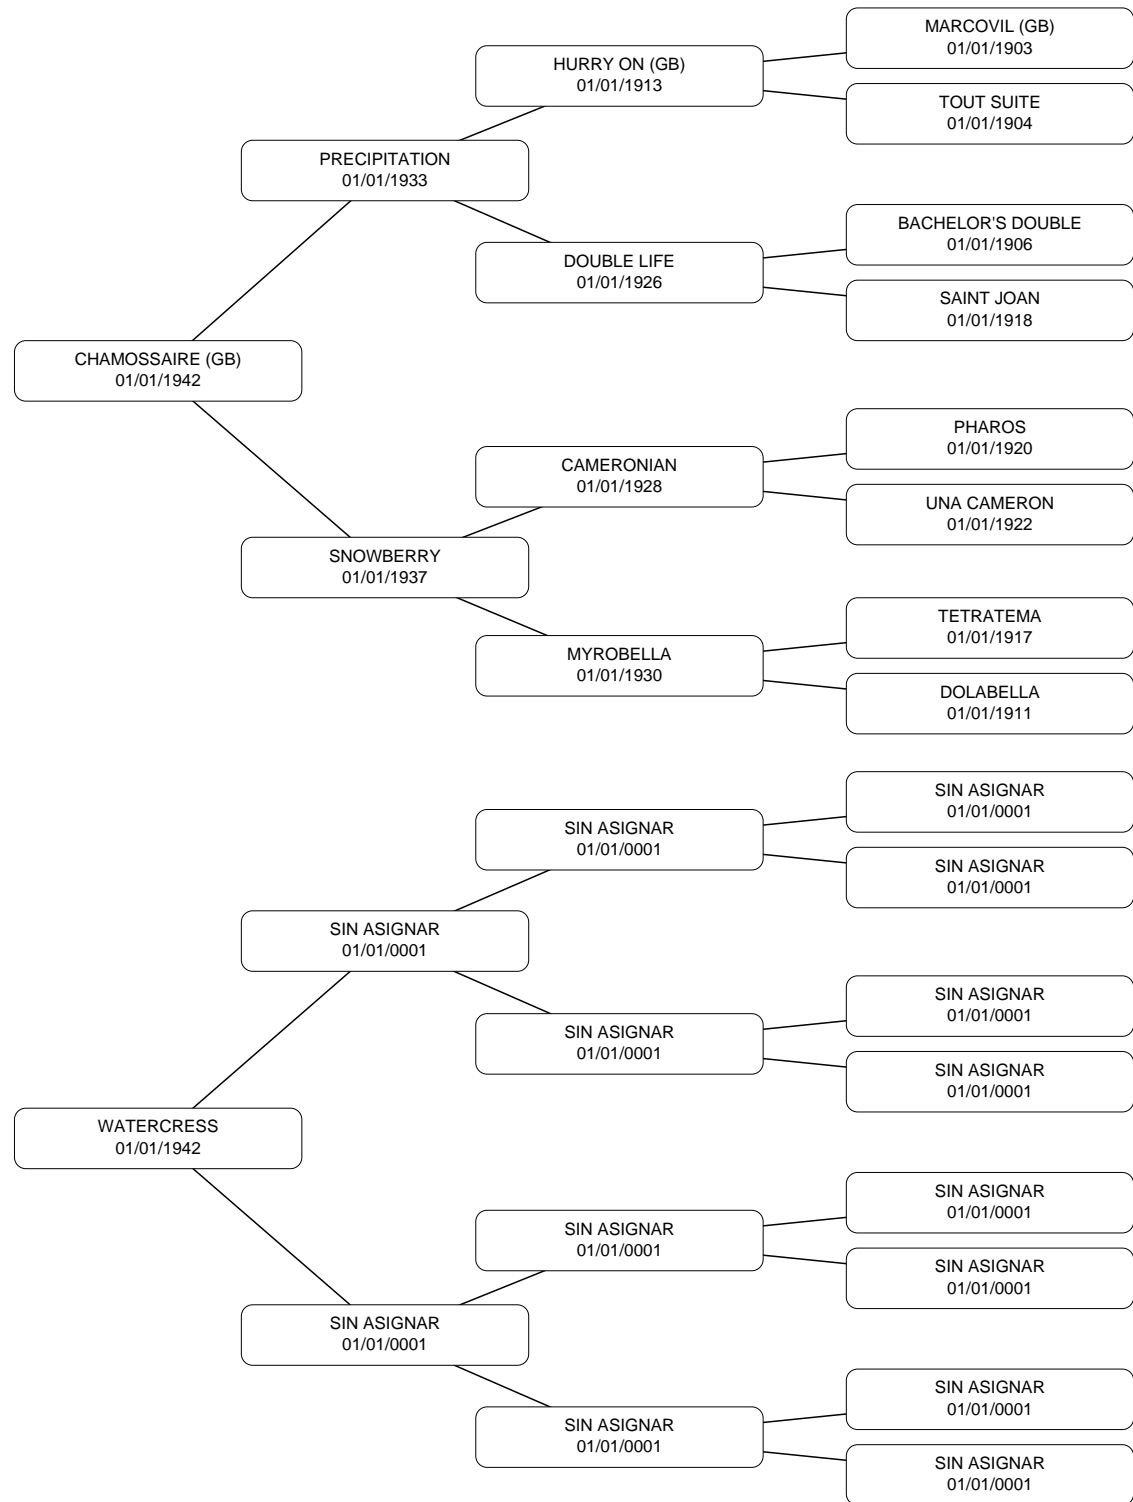 MARCOVIL (GB)
01/01/1903
HURRY ON (GB)
01/01/1913
TOUT SUITE
01/01/1904
PRECIPITATION
01/01/1933
BACHELOR'S DOUBLE
01/01/1906
DOUBLE LIFE
01/01/1926
SAINT JOAN
01/01/1918
CHAMOSSAIRE (GB)
01/01/1942
PHAROS
01/01/1920
CAMERONIAN
01/01/1928
UNA CAMERON
01/01/1922
SNOWBERRY
01/01/1937
TETRATEMA
01/01/1917
MYROBELLA
01/01/1930
DOLABELLA
01/01/1911
SIN ASIGNAR
01/01/0001
SIN ASIGNAR
01/01/0001
SIN ASIGNAR
01/01/0001
SIN ASIGNAR
01/01/0001
SIN ASIGNAR
01/01/0001
SIN ASIGNAR
01/01/0001
SIN ASIGNAR
01/01/0001
WATERCRESS
01/01/1942
SIN ASIGNAR
01/01/0001
SIN ASIGNAR
01/01/0001
SIN ASIGNAR
01/01/0001
SIN ASIGNAR
01/01/0001
SIN ASIGNAR
01/01/0001
SIN ASIGNAR
01/01/0001
SIN ASIGNAR
01/01/0001